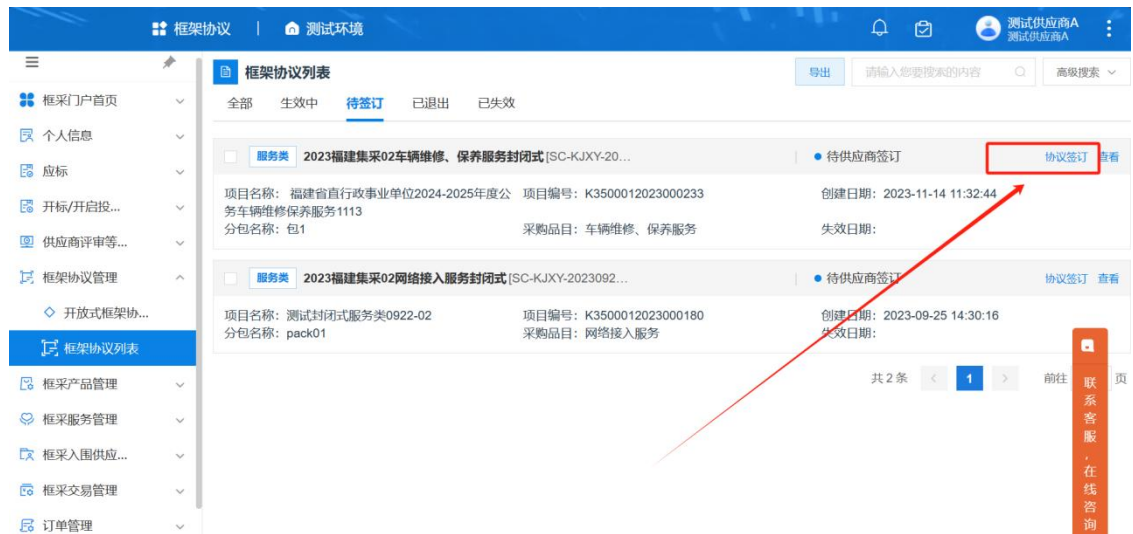 框架协议 | 测试环境 测试供应商A
测试供应商A
框架协议列表 导出 请输入您要搜索的内容 高级搜索
全部 生效中 待签订 已退出 已失效
服务类 2023福建集采02车辆维修、保养服务封闭式[SC-KJXY-20... 待供应商签订 协议签订 查看
项目名称： 福建省直行政事业单位2024-2025年度公务车辆维修保养服务1113
项目编号：K3500012023000233
创建日期：2023-11-14 11:32:44
分包名称：包1
采购品目：车辆维修、保养服务
失效日期：
服务类 2023福建集采02网络接入服务封闭式[SC-KJXY-2023092... 待供应商签订 协议签订 查看
项目名称：测试封闭式服务类0922-02
项目编号：K3500012023000180
创建日期：2023-09-25 14:30:16
分包名称：pack01
采购品目：网络接入服务
失效日期：
共2条 < 1 > 前往 页
框采门户首页
个人信息
应标
开标/开启投...
供应商评审等...
框架协议管理
开放式框架协...
框架协议列表
框采产品管理
框采服务管理
框采入围供应...
框采交易管理
订单管理
联系客服，在线咨询